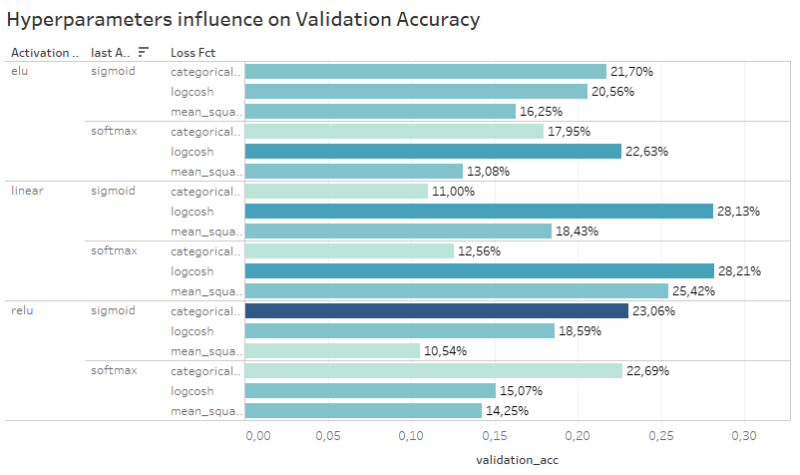 Hyperparameters influence on Validation Accuracy
Activation .. last A.. Loss Fct
elu sigmoid categorical.. 21,70%
logcosh 20,56%
mean_squa.. 16,25%
softmax categorical.. 17,95%
logcosh 22,63%
mean_squa.. 13,08%
linear sigmoid categorical.. 11,00%
logcosh 28,13%
mean_squa.. 18,43%
softmax categorical.. 12,56%
logcosh 28,21%
mean_squa.. 25,42%
relu sigmoid categorical.. 23,06%
logcosh 18,59%
mean_squa.. 10,54%
softmax categorical.. 22,69%
logcosh 15,07%
mean_squa.. 14,25%
0,00 0,05 0,10 0,15 0,20 0,25 0,30
validation_acc